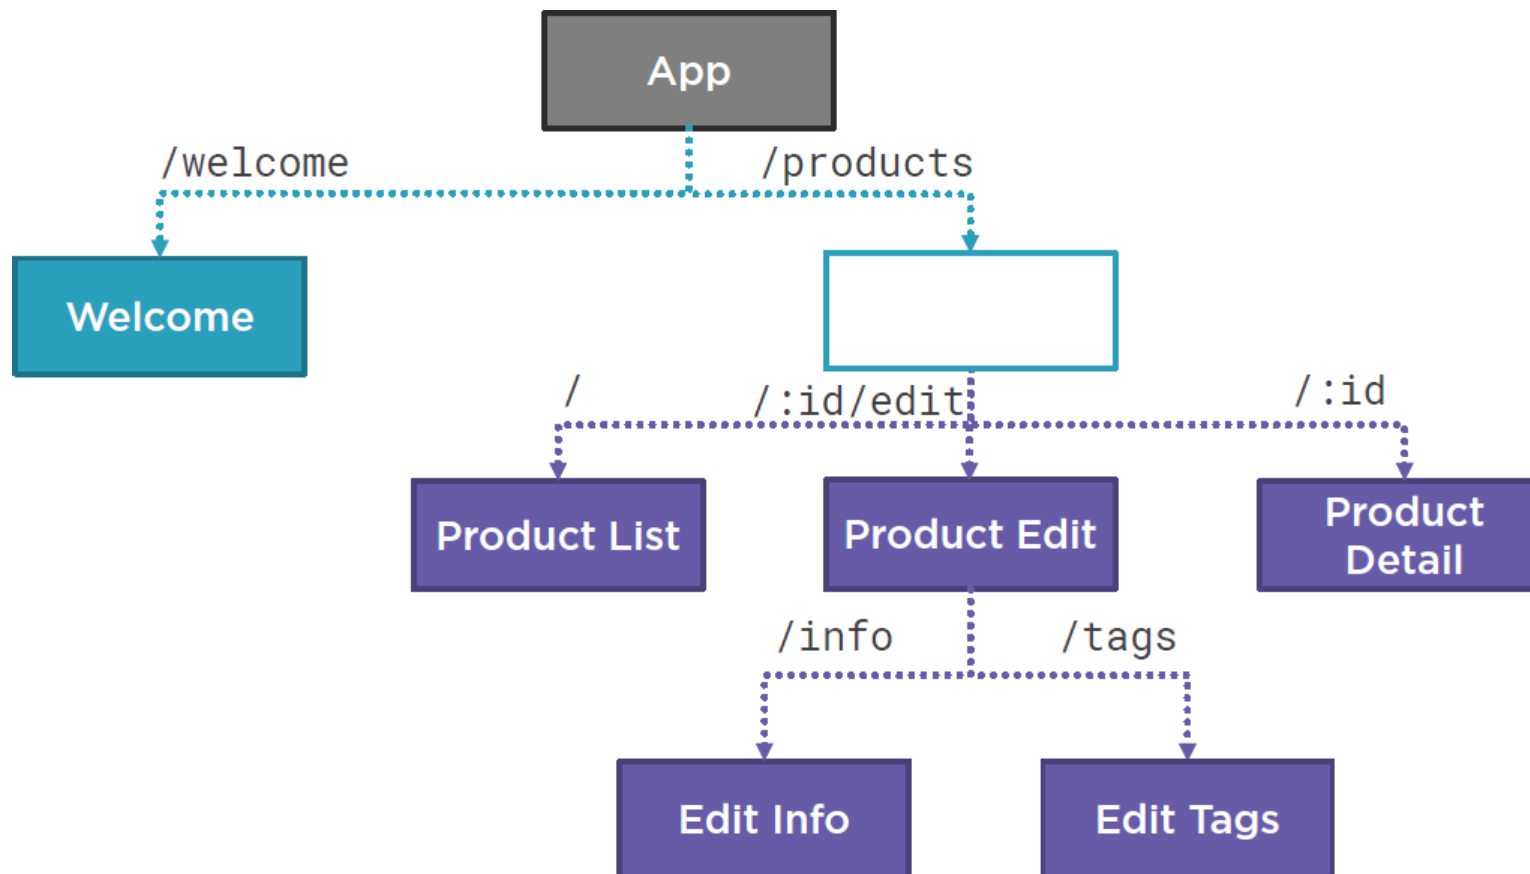 App
/welcome
/products
Welcome
/
/:id/edit
/:id
Product List
Product Edit
Product
Detail
/info
/tags
Edit Info
Edit Tags